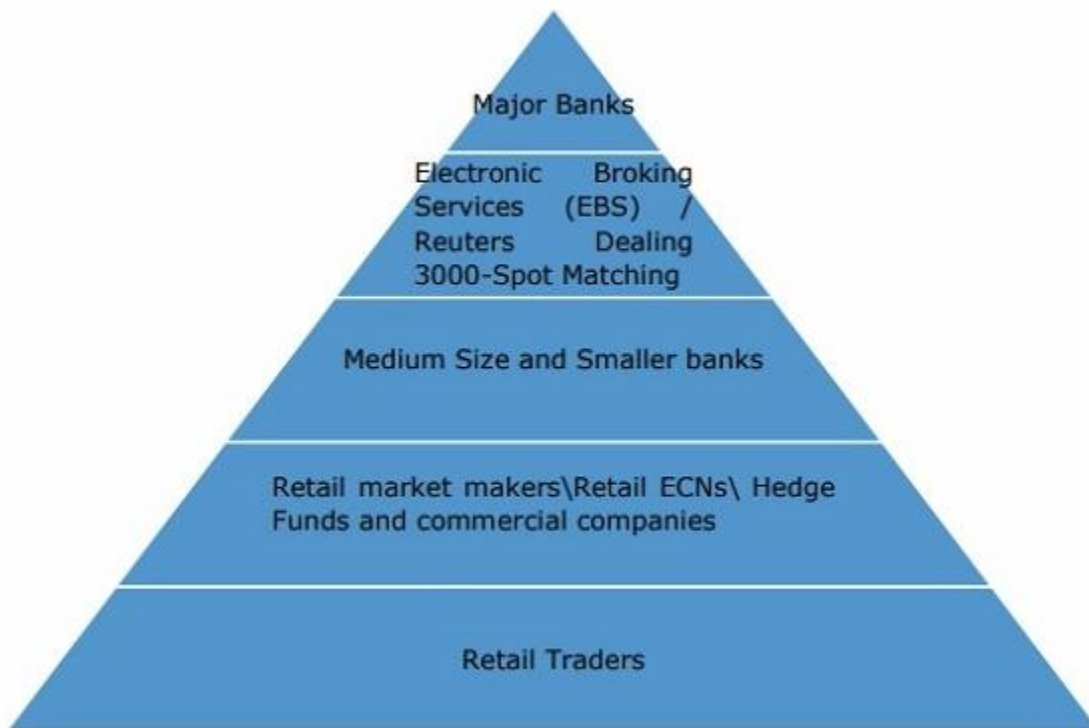 Major Banks
Electronic Broking
Services (EBS) /
Reuters Dealing
3000-Spot Matching
Medium Size and Smaller banks
Retail market makers\Retail ECNs\ Hedge
Funds and commercial companies
Retail Traders